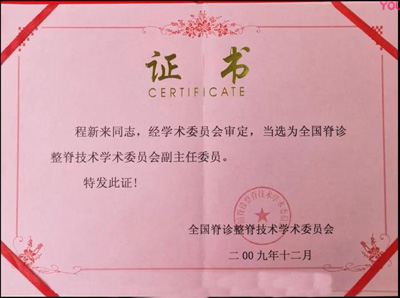 YOU
证书
CERTIFICATE
程新来同志，经学术委员会审定，当选为全国脊诊
整脊技术学术委员会副主任委员。
特发此证！
全国脊诊整脊技术学术委员会
二00九年十二月